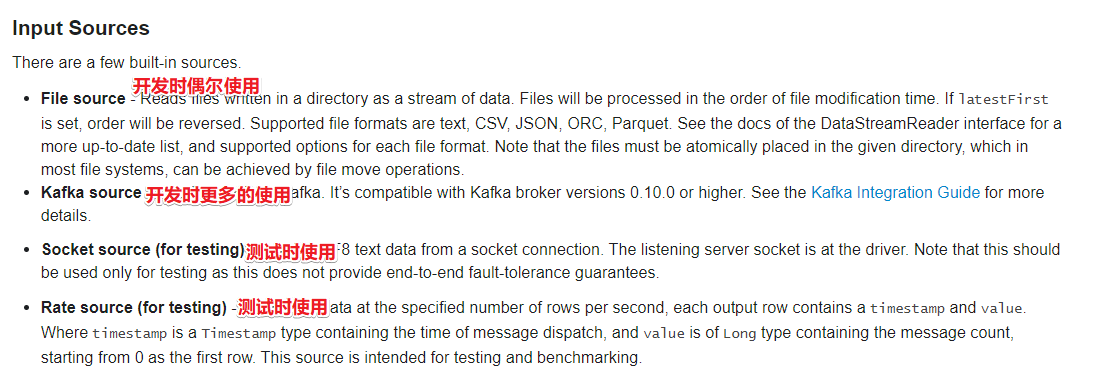 Input Sources
There are a few built-in sources.
开发时偶尔使用
• File source - Reads files written in a directory as a stream of data. Files will be processed in the order of file modification time. If latestFirst
is set, order will be reversed. Supported file formats are text, CSV, JSON, ORC, Parquet. See the docs of the DataStreamReader interface for a
more up-to-date list, and supported options for each file format. Note that the files must be atomically placed in the given directory, which in
most file systems, can be achieved by file move operations.
• Kafka source 开发时更多的使用 afka. It's compatible with Kafka broker versions 0.10.0 or higher. See the Kafka Integration Guide for more
details.
• Socket source (for testing) 测试时使用 F8 text data from a socket connection. The listening server socket is at the driver. Note that this should
be used only for testing as this does not provide end-to-end fault-tolerance guarantees.
• Rate source (for testing) - 测试时使用 ata at the specified number of rows per second, each output row contains a timestamp and value.
Where timestamp is a Timestamp type containing the time of message dispatch, and value is of Long type containing the message count,
starting from 0 as the first row. This source is intended for testing and benchmarking.